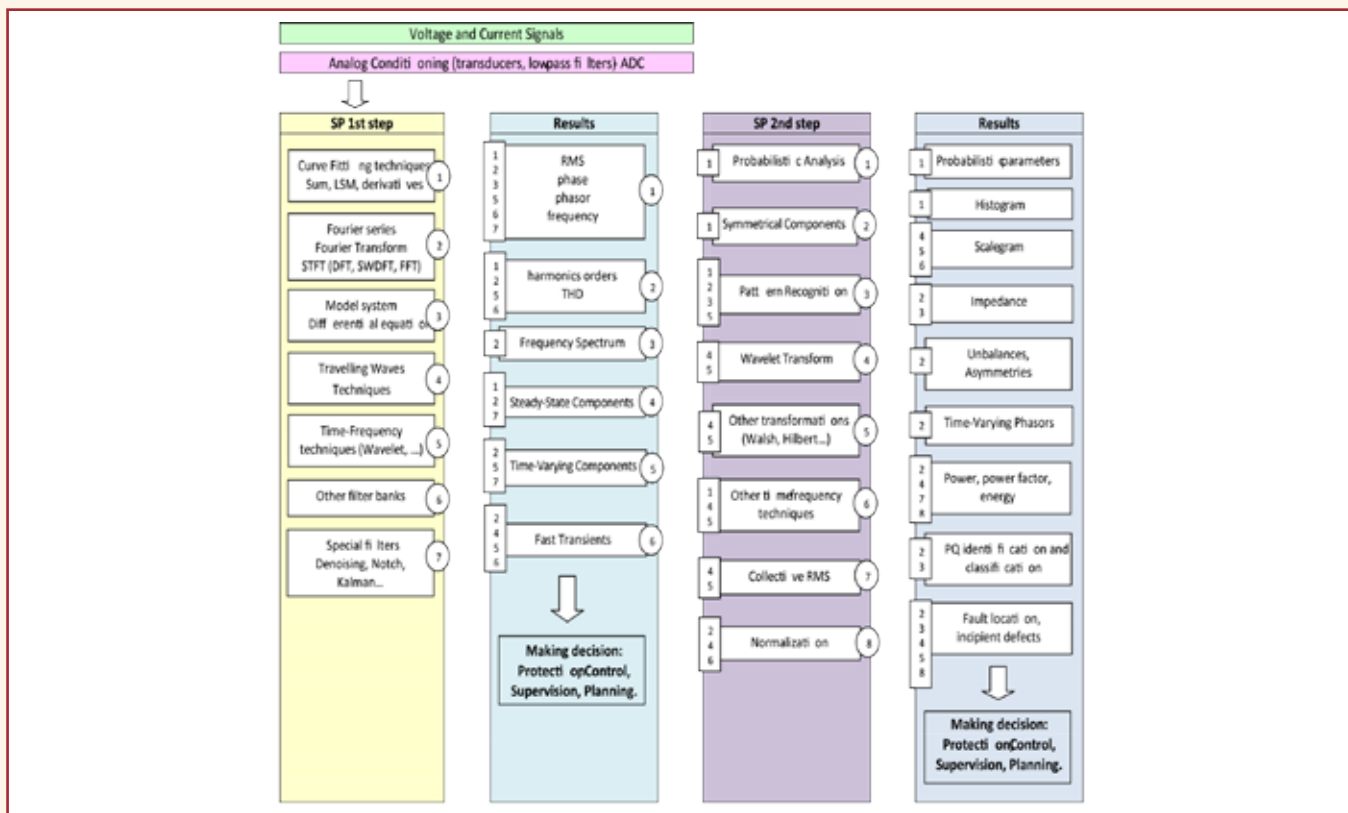 Voltage and Current Signals
Analog Conditi oning (transducers, lowpass fi lters) ADC
SP 1st step
Curve Fitti ng techniques
Sum, LSM, derivati ves
1
Fourier series
Fourier Transform
STFT (DFT, SWDFT, FFT)
2
Model system
Diff erenti al equati on
3
Travelling Waves
Techniques
4
Time-Frequency
techniques (Wavelet, ...)
5
Other filter banks
6
Special fi lters
Denoising, Notch,
Kalman...
7
Results
1
2
3
5
6
7
RMS
phase
phasor
frequency
1
1
2
5
6
harmonics orders
THD
2
2
Frequency Spectrum
3
1
2
7
Steady-State Components
4
2
5
7
Time-Varying Components
5
2
4
5
6
Fast Transients
6
Making decision:
Protecti on,Control,
Supervision, Planning.
SP 2nd step
1
Probabilisti c Analysis
1
1
Symmetrical Components
2
1
2
3
5
Patt ern Recogniti on
3
4
5
Wavelet Transform
4
4
5
Other transformati ons
(Walsh, Hilbert...)
5
1
4
5
Other ti mefrequency
techniques
6
4
5
Collecti ve RMS
7
2
4
6
Normalizati on
8
Results
1
Probabilisti cparameters
1
Histogram
4
5
6
Scalegram
2
3
Impedance
2
Unbalances,
Asymmetries
2
Time-Varying Phasors
2
4
7
8
Power, power factor,
energy
2
3
PQ identi fi cati on and
classifi cati on
2
3
4
5
8
Fault locati on,
incipient defects
Making decision:
Protecti on,Control,
Supervision, Planning.